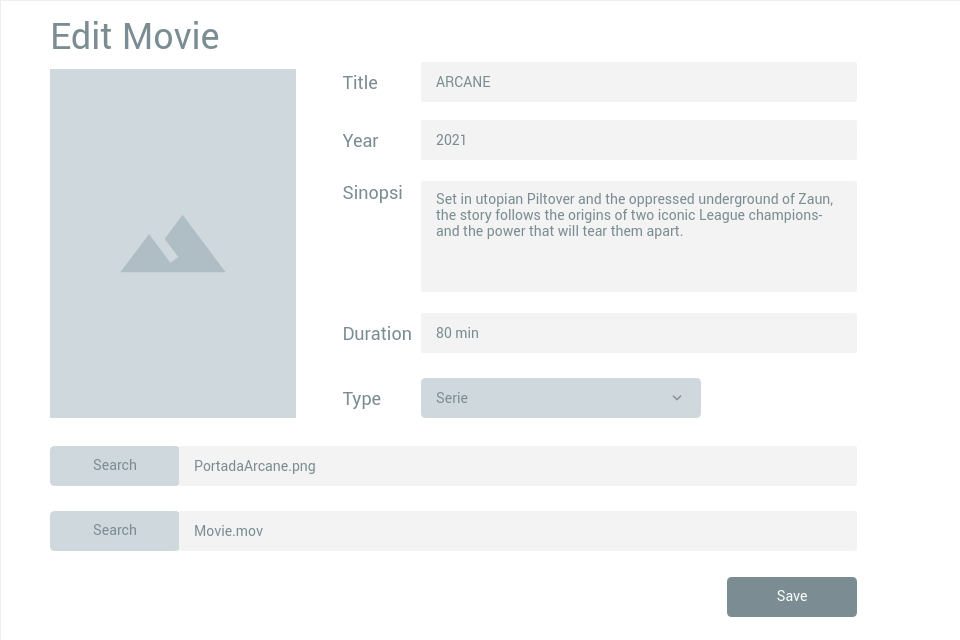 Edit Movie
Title
ARCANE
Year
2021
Sinopsi
Set in utopian Piltover and the oppressed underground of Zaun,
the story follows the origins of two iconic League champions-
and the power that will tear them apart.
Duration
80 min
Type
Serie
Search
PortadaArcane.png
Search
Movie.mov
Save